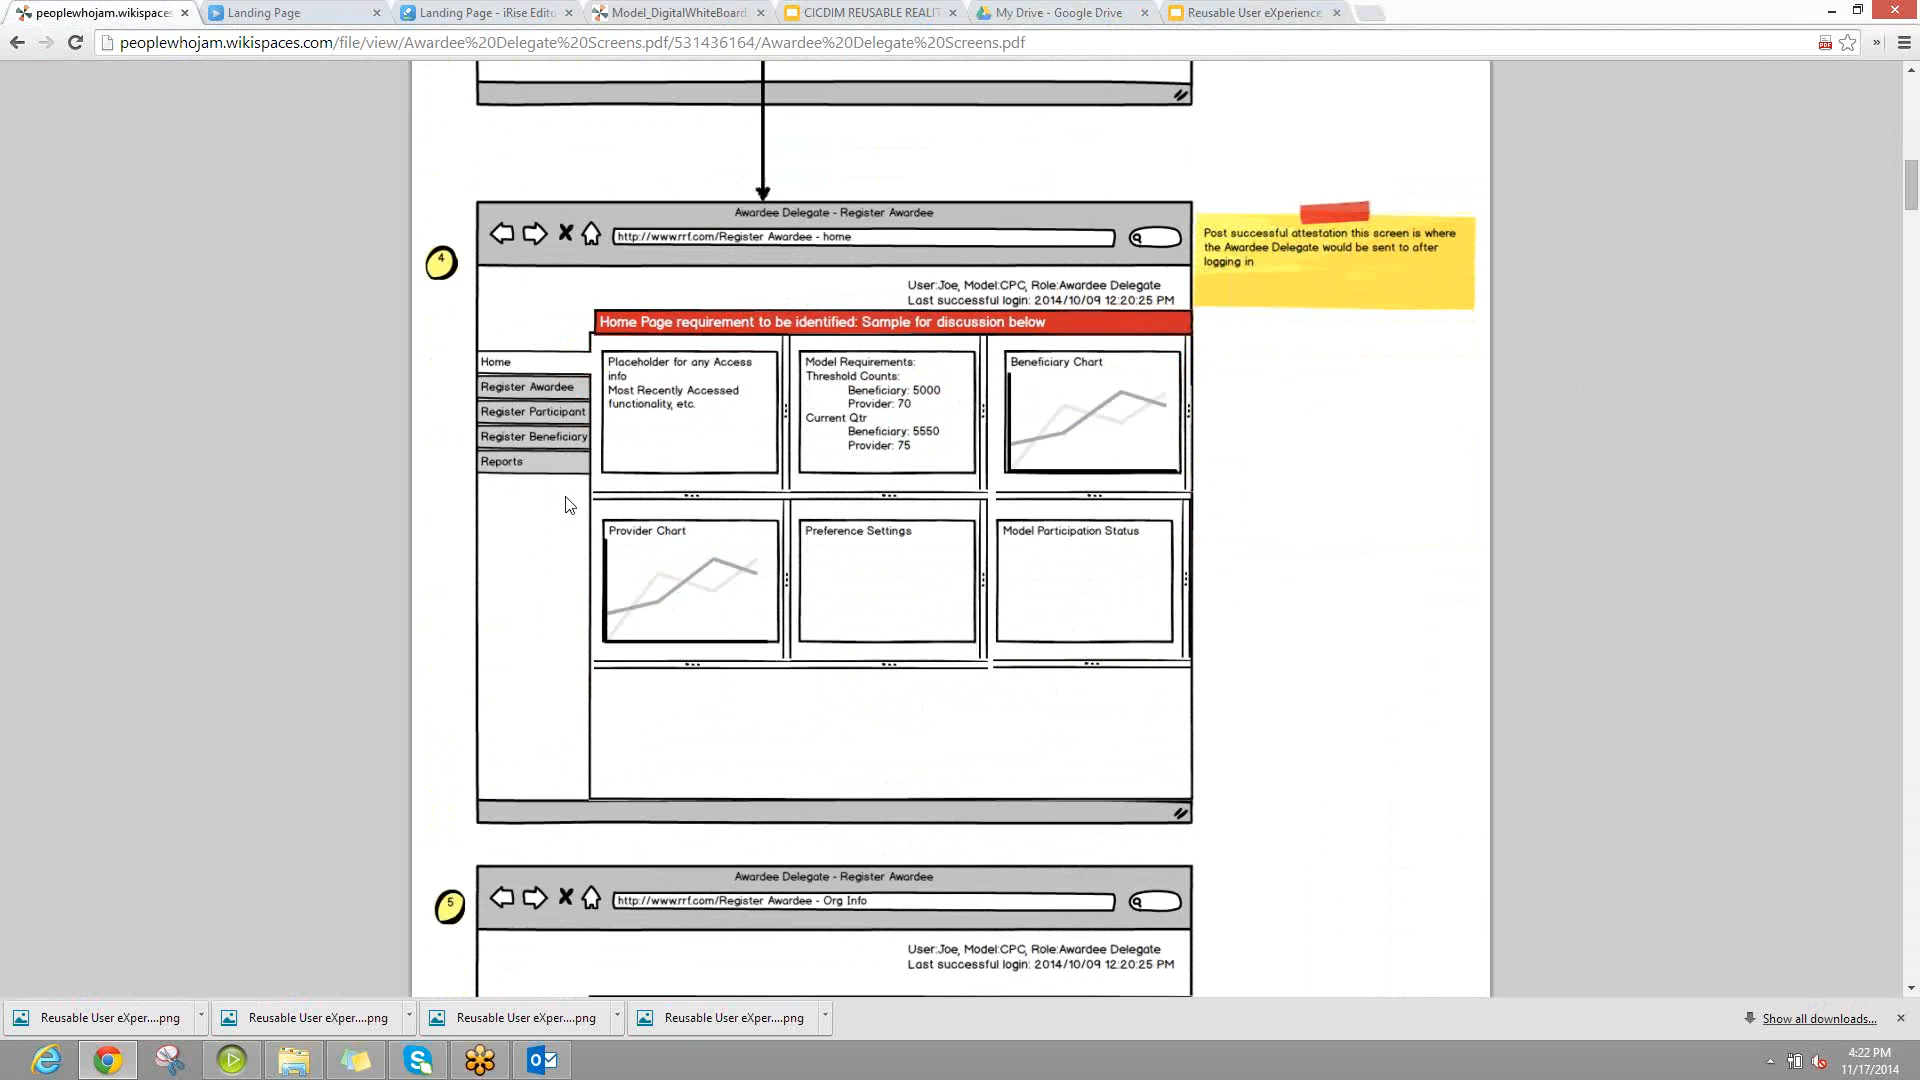 peoplewhojam.wikispaces
Landing Page
Landing Page - iRise Edito
Model_DigitalWhiteBoard
CICDIM REUSABLE REALIT
My Drive - Google Drive
Reusable User eXperience
peoplewhojam.wikispaces.com/file/view/Awardee%20Delegate%20Screens.pdf/531436164/Awardee%20Delegate%20Screens.pdf
4
Awardee Delegate - Register Awardee
http://www.rrf.com/Register Awardee - home
User:Joe, Model:CPC, Role:Awardee Delegate
Last successful login: 2014/10/09 12:20:25 PM
Post successful attestation this screen is where
the Awardee Delegate would be sent to after
logging in
Home Page requirement to be identified: Sample for discussion below
Home
Register Awardee
Register Participant
Register Beneficiary
Reports
Placeholder for any Access
info
Most Recently Accessed
functionality, etc.
Model Requirements:
Threshold Counts:
Beneficiary: 5000
Provider: 70
Current Qtr
Beneficiary: 5550
Provider: 75
Beneficiary Chart
Provider Chart
Preference Settings
Model Participation Status
5
Awardee Delegate - Register Awardee
http://www.rrf.com/Register Awardee - Org Info
User:Joe, Model:CPC, Role:Awardee Delegate
Last successful login: 2014/10/09 12:20:25 PM
Reusable User eXper....png
Reusable User eXper....png
Reusable User eXper....png
Reusable User eXper....png
Show all downloads...
4:22 PM
11/17/2014